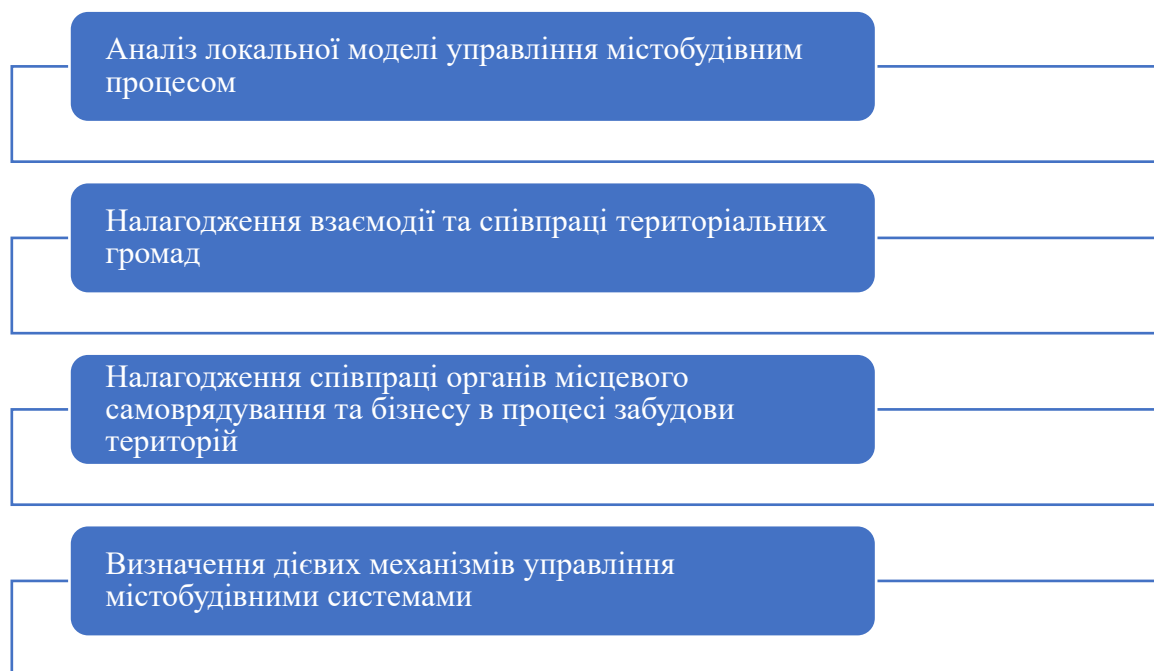 Аналіз локальної моделі управління містобудівним
процесом
Налагодження взаємодії та співпраці територіальних
громад
Налагодження співпраці органів місцевого
самоврядування та бізнесу в процесі забудови
територій
Визначення дієвих механізмів управління
містобудівними системами